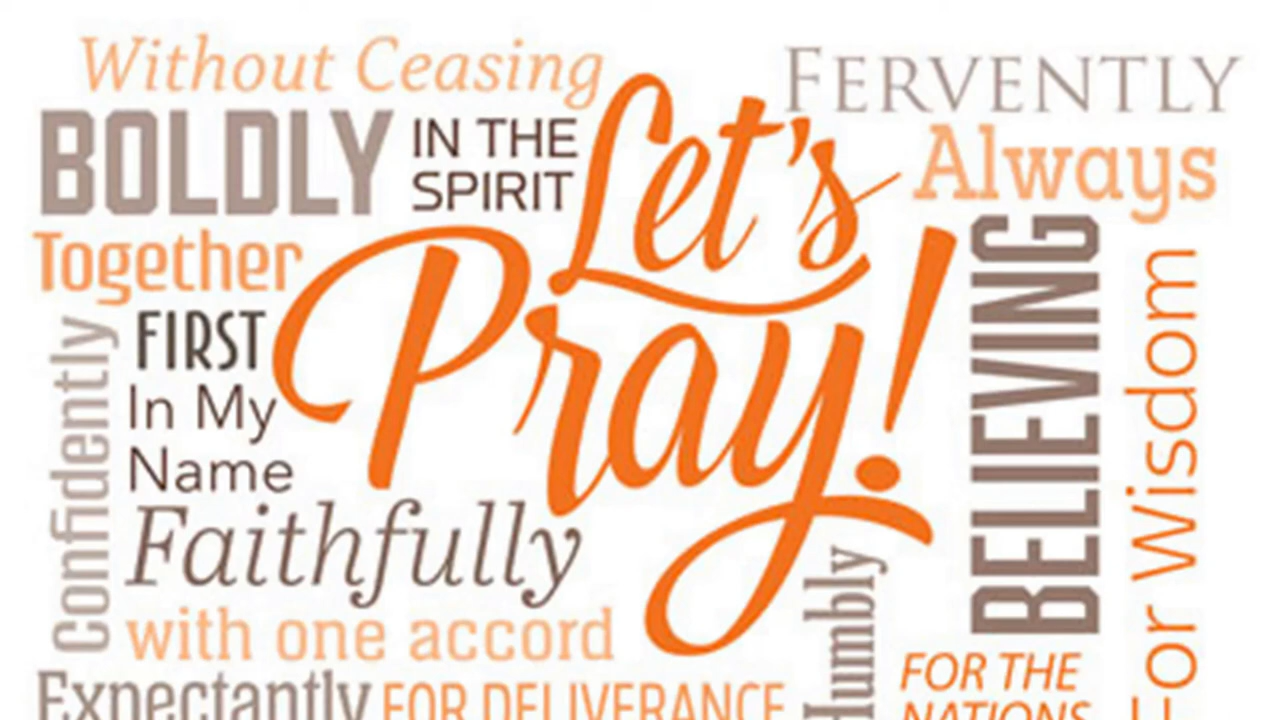 Without Ceasing
FERVENTLY
BOLDLY
IN THE
SPIRIT
Let's
Pray!
Always
Together
FIRST
In My
Name
Confidently
Faithfully
with one accord
Expectantly
FOR DELIVERANCE
Humbly
BELIEVING
For Wisdom
FOR THE
NATIONS